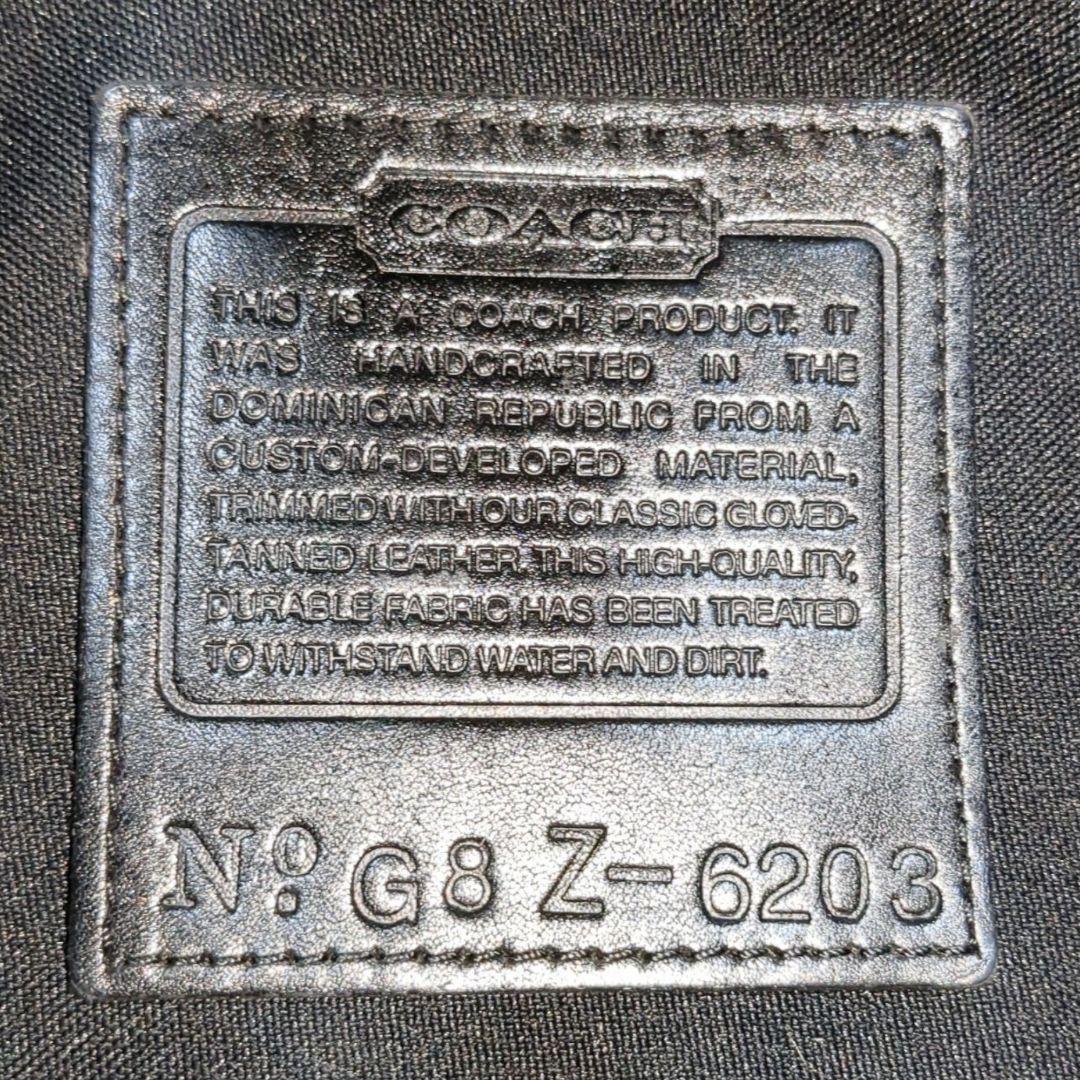 COACH
THIS IS A COACH PRODUCT. IT
WAS HANDCRAFTED IN THE
DOMINICAN REPUBLIC FROM A
CUSTOM-DEVELOPED MATERIAL,
TRIMMED WITH OUR CLASSIC GLOVED-
TANNED LEATHER. THIS HIGH-QUALITY,
DURABLE FABRIC HAS BEEN TREATED
TO WITHSTAND WATER AND DIRT.
Nº G8Z-6203